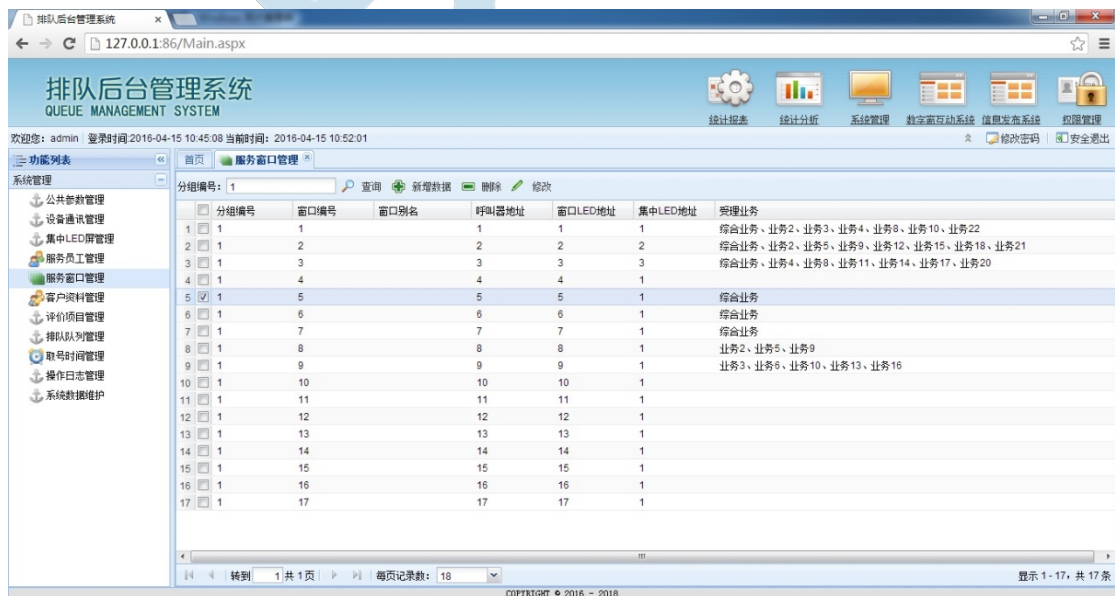 排队后台管理系统
127.0.0.1:86/Main.aspx
排队后台管理系统
QUEUE MANAGEMENT SYSTEM
统计报表 统计分析 系统管理 数字窗互动系统 信息发布系统 权限管理
欢迎您: admin 登录时间:2016-04-15 10:45:08 当前时间: 2016-04-15 10:52:01 修改密码 安全退出
功能列表 首页 服务窗口管理
系统管理
公共参数管理
设备通讯管理
集中LED屏管理
服务员工管理
服务窗口管理
客户资料管理
评价项目管理
排队队列管理
取号时间管理
操作日志管理
系统数据维护
分组编号: 1 查询 新增数据 删除 修改
分组编号 窗口编号 窗口别名 呼叫器地址 窗口LED地址 集中LED地址 受理业务
1 1 1 1 1 1 综合业务、业务2、业务3、业务4、业务8、业务10、业务22
2 1 2 2 2 2 综合业务、业务2、业务5、业务9、业务12、业务15、业务18、业务21
3 1 3 3 3 3 综合业务、业务4、业务8、业务11、业务14、业务17、业务20
4 1 4 4 4 1
5 1 5 5 5 1 综合业务
6 1 6 6 6 1 综合业务
7 1 7 7 7 1 综合业务
8 1 8 8 8 1 业务2、业务5、业务9
9 1 9 9 9 1 业务3、业务6、业务10、业务13、业务16
10 1 10 10 10 1
11 1 11 11 11 1
12 1 12 12 12 1
13 1 13 13 13 1
14 1 14 14 14 1
15 1 15 15 15 1
16 1 16 16 16 1
17 1 17 17 17 1
转到 1 共 1 页 每页记录数: 18 显示 1 - 17, 共 17 条
COPYRIGHT © 2016 - 2018